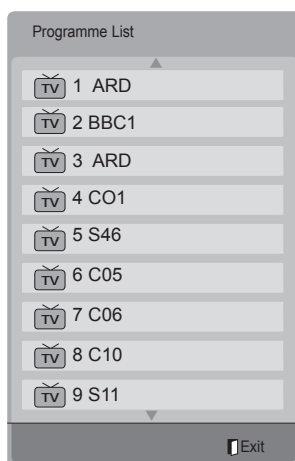 Programme List
TV 1 ARD
TV 2 BBC1
TV 3 ARD
TV 4 CO1
TV 5 S46
TV 6 C05
TV 7 C06
TV 8 C10
TV 9 S11
Exit